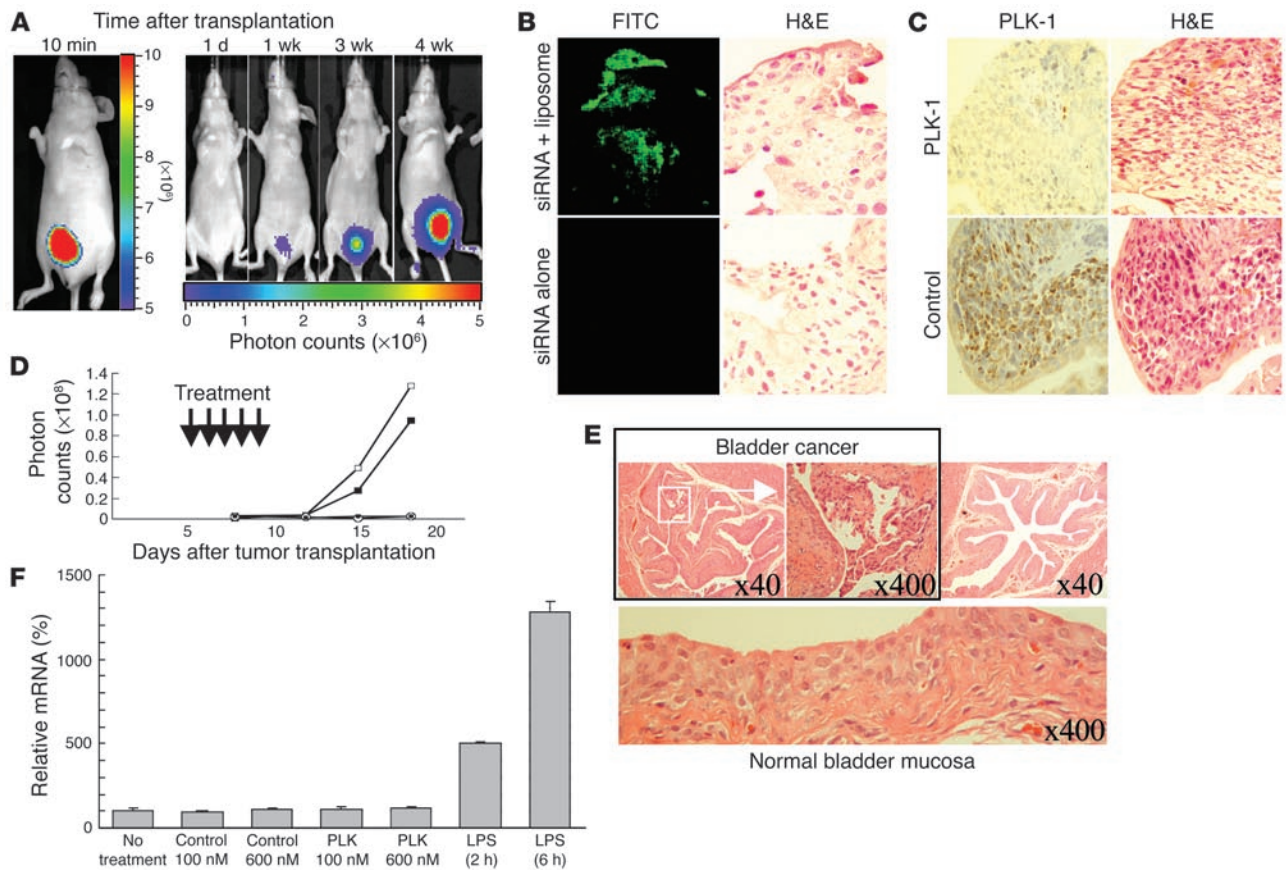 A
Time after transplantation
10 min
1 d 1 wk 3 wk 4 wk
10
9
8
7
6
5
(×10⁶)
0 1 2 3 4 5
Photon counts (×10⁶)
B
FITC H&E
siRNA + liposome
siRNA alone
C
PLK-1 H&E
PLK-1
Control
D
Treatment
Photon
counts (×10⁸)
1.4
1.2
1.0
0.8
0.6
0.4
0.2
0
5 10 15 20
Days after tumor transplantation
E
Bladder cancer
x40 x400 x40
x400
Normal bladder mucosa
F
Relative mRNA (%)
1500
1000
500
0
No
treatment
Control
100 nM
Control
600 nM
PLK
100 nM
PLK
600 nM
LPS
(2 h)
LPS
(6 h)